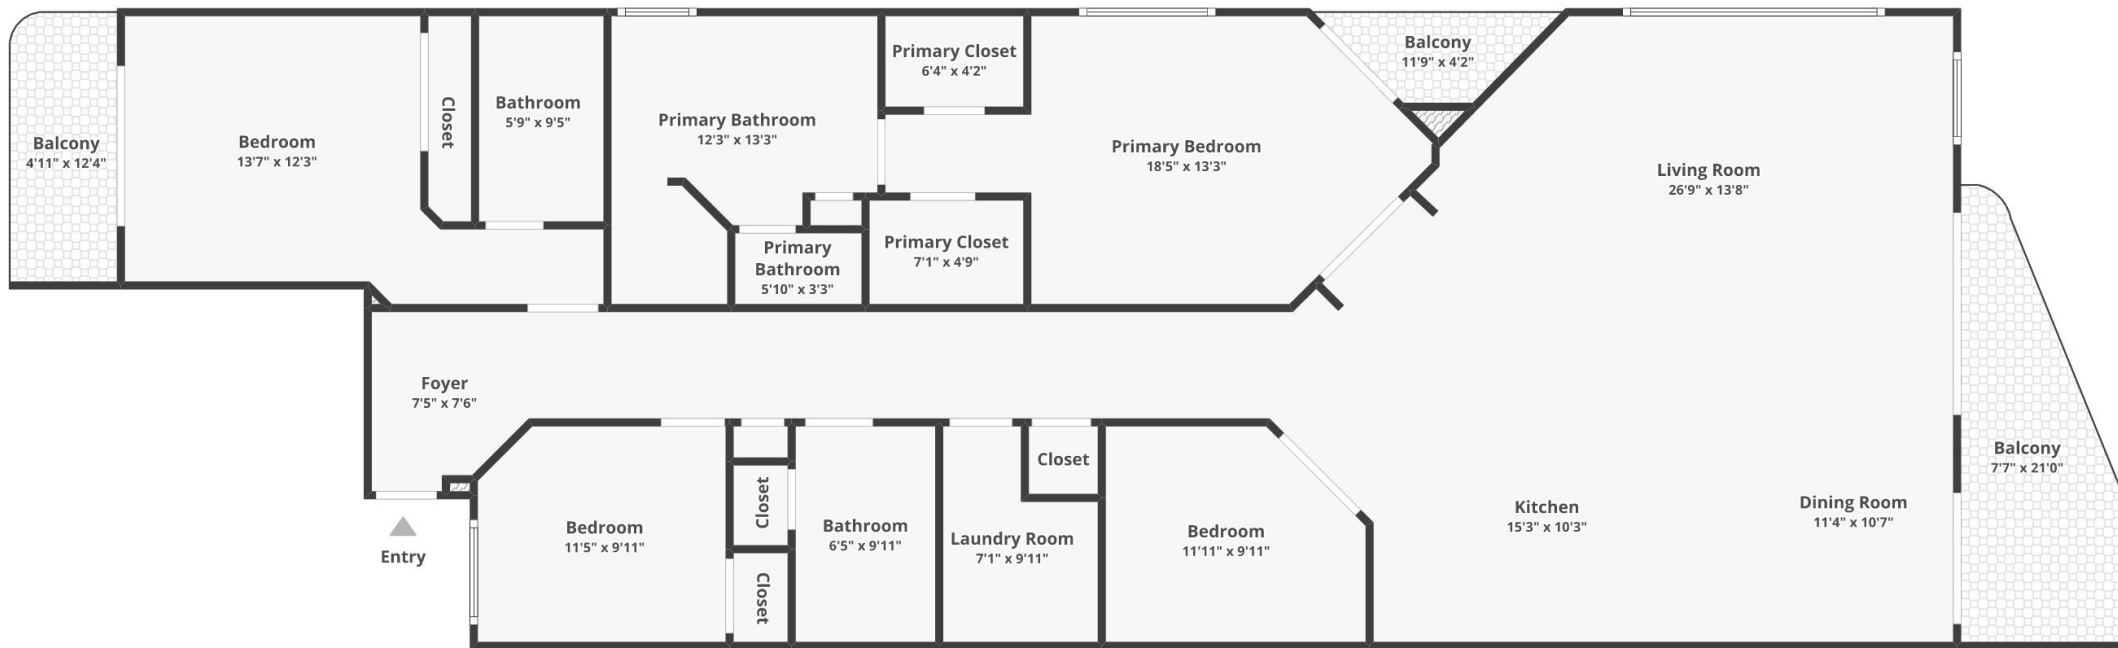 Balcony
4'11" x 12'4"
Bedroom
13'7" x 12'3"
Closet
Bathroom
5'9" x 9'5"
Primary Bathroom
12'3" x 13'3"
Primary Closet
6'4" x 4'2"
Primary Bedroom
18'5" x 13'3"
Balcony
11'9" x 4'2"
Living Room
26'9" x 13'8"
Primary
Bathroom
5'10" x 3'3"
Primary Closet
7'1" x 4'9"
Foyer
7'5" x 7'6"
Entry
Bedroom
11'5" x 9'11"
Closet
Closet
Bathroom
6'5" x 9'11"
Laundry Room
7'1" x 9'11"
Closet
Bedroom
11'11" x 9'11"
Kitchen
15'3" x 10'3"
Dining Room
11'4" x 10'7"
Balcony
7'7" x 21'0"